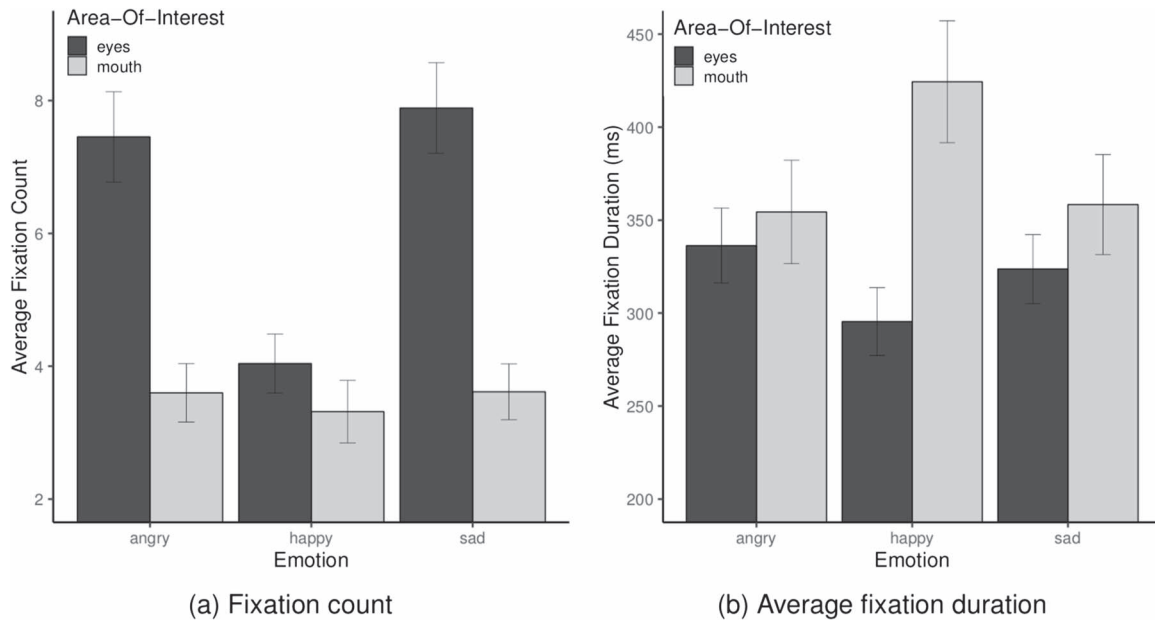 Area-Of-Interest
eyes
mouth
Average Fixation Count
8
6
4
2
angry happy sad
Emotion
(a) Fixation count
Area-Of-Interest
eyes
mouth
Average Fixation Duration (ms)
450
400
350
300
250
200
angry happy sad
Emotion
(b) Average fixation duration